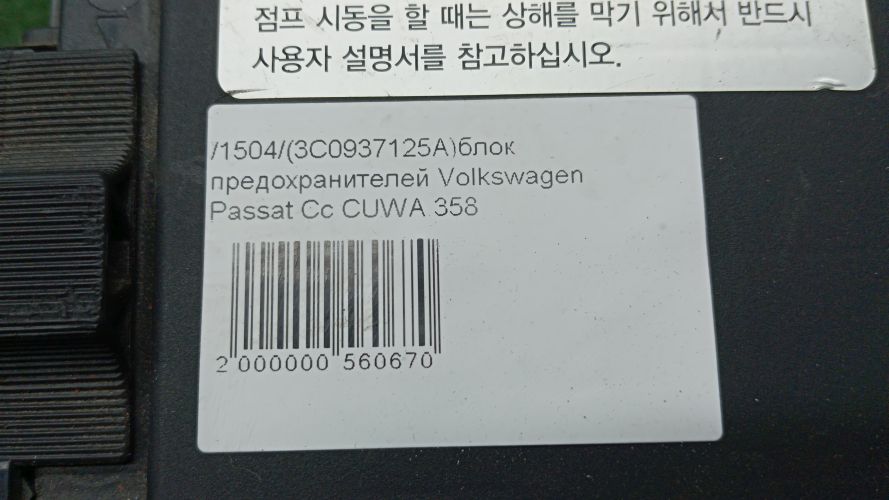 점프 시동을 할 때는 상해를 막기 위해서 반드시
사용자 설명서를 참고하십시오.
/1504/(3C0937125A)блок
предохранителей Volkswagen
Passat Cc CUWA 358
2 000000 560670